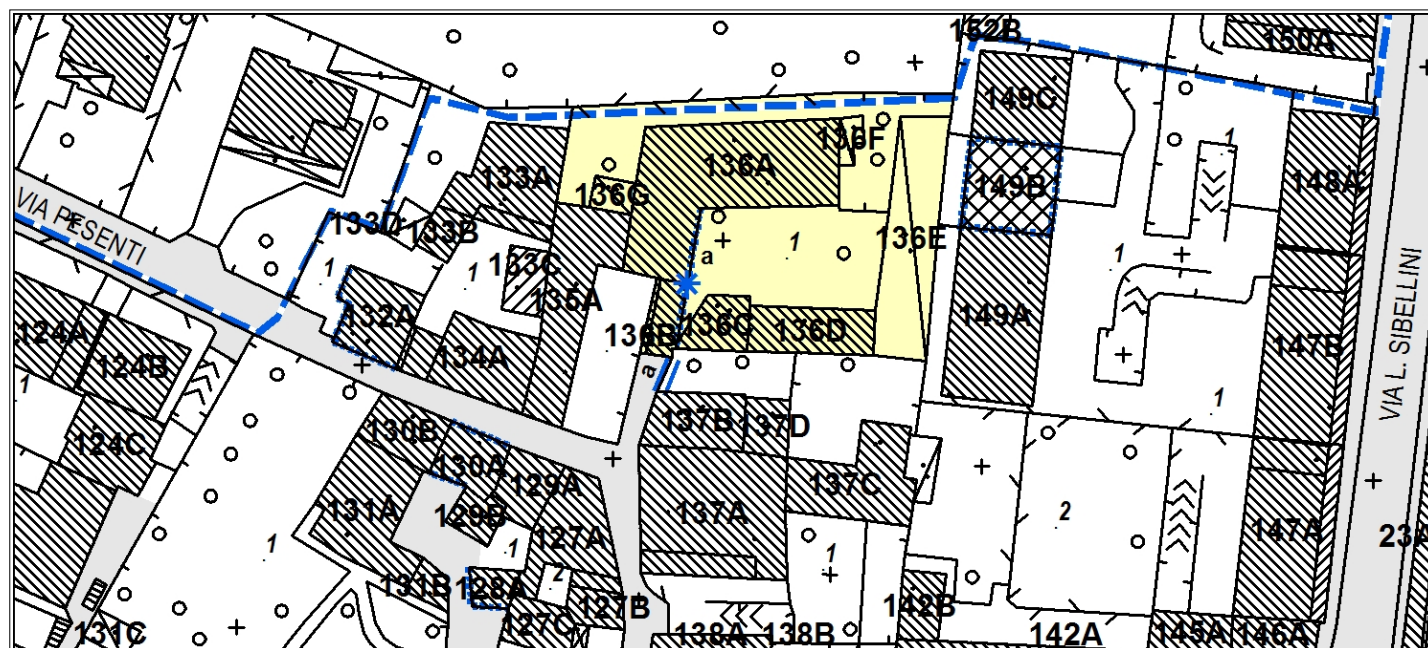 152B
150A
149C
136F
136A
133A
149B
148A
1
136G
VIA PESENTI
133D
133B
136E
1
1
a
1
133C
1
135A
132A
136C
136D
149A
136B
147B
124A
134A
124B
VIA L. SIBELLINI
a
1
1
137B
137D
130B
124C
130A
129A
137C
131A
129B
137A
2
147A
127A
23A
1
1
1
2
131B
128A
127B
142B
131C
127C
138A
138B
142A
145A
146A